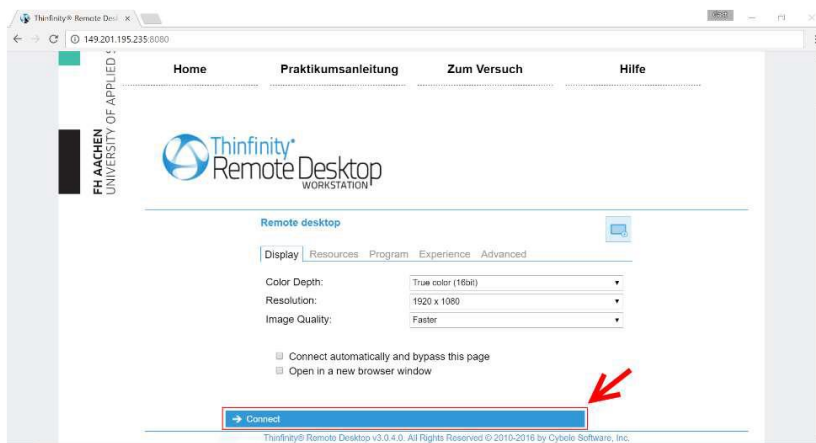 Thinfinity® Remote Desk
149.201.195.235:8080
FH AACHEN
UNIVERSITY OF APPLIED
Home Praktikumsanleitung Zum Versuch Hilfe
Thinfinity®
Remote Desktop
WORKSTATION
Remote desktop
Display Resources Program Experience Advanced
Color Depth: True color (16bit)
Resolution: 1920 x 1080
Image Quality: Faster
Connect automatically and bypass this page
Open in a new browser window
Connect
Thinfinity® Remote Desktop v3.0.4.0. All Rights Reserved © 2010-2016 by Cybele Software, Inc.